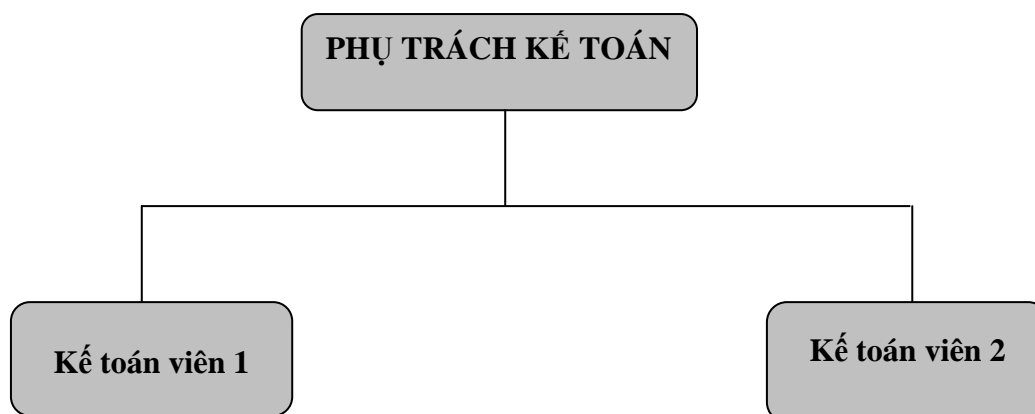 PHỤ TRÁCH KẾ TOÁN
Kế toán viên 1
Kế toán viên 2